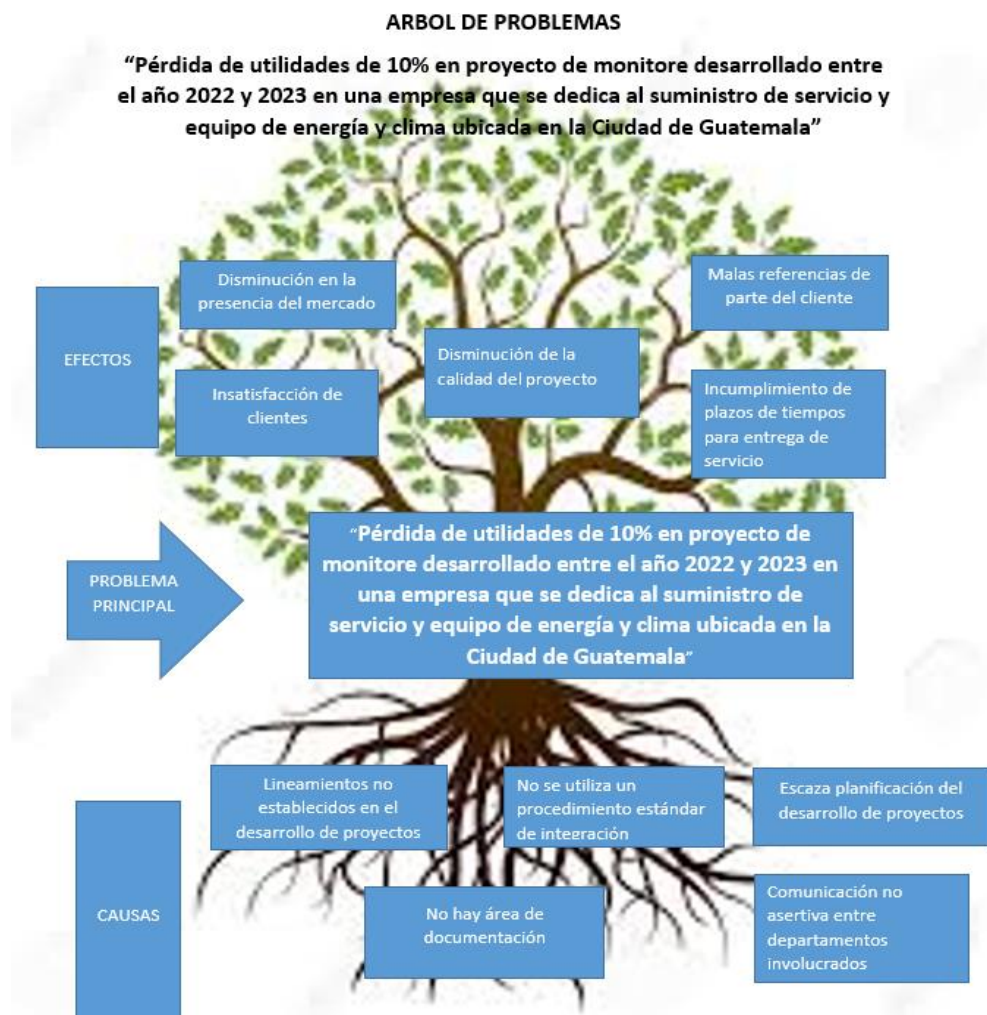 ARBOL DE PROBLEMAS
“Pérdida de utilidades de 10% en proyecto de monitore desarrollado entre
el año 2022 y 2023 en una empresa que se dedica al suministro de servicio y
equipo de energía y clima ubicada en la Ciudad de Guatemala”
EFECTOS
Disminución en la
presencia del mercado
Malas referencias de
parte del cliente
Disminución de la
calidad del proyecto
Insatisfacción de
clientes
Incumplimiento de
plazos de tiempos
para entrega de
servicio
PROBLEMA
PRINCIPAL
“Pérdida de utilidades de 10% en proyecto de
monitore desarrollado entre el año 2022 y 2023 en
una empresa que se dedica al suministro de
servicio y equipo de energía y clima ubicada en la
Ciudad de Guatemala”
CAUSAS
Lineamientos no
establecidos en el
desarrollo de proyectos
No se utiliza un
procedimiento estándar
de integración
Escaza planificación del
desarrollo de proyectos
No hay área de
documentación
Comunicación no
asertiva entre
departamentos
involucrados